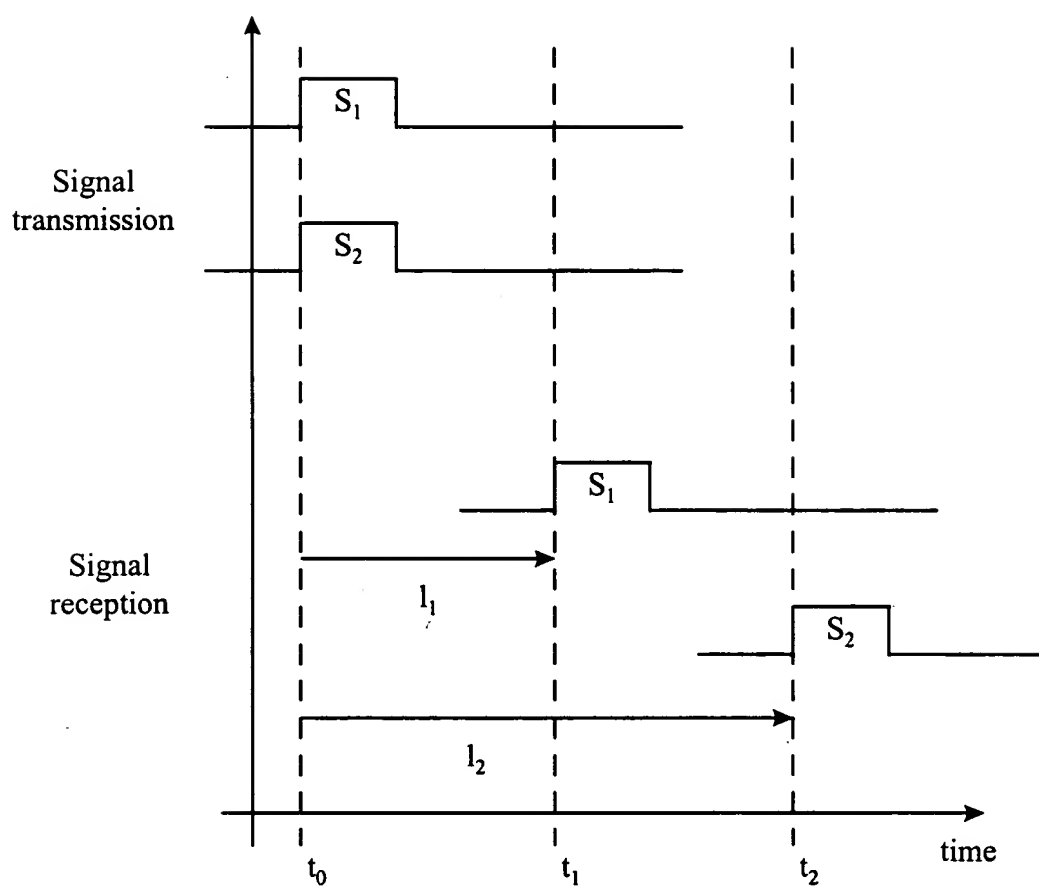 S₁
Signal
transmission
S₂
S₁
Signal
reception
l₁
S₂
l₂
time
t₀
t₁
t₂